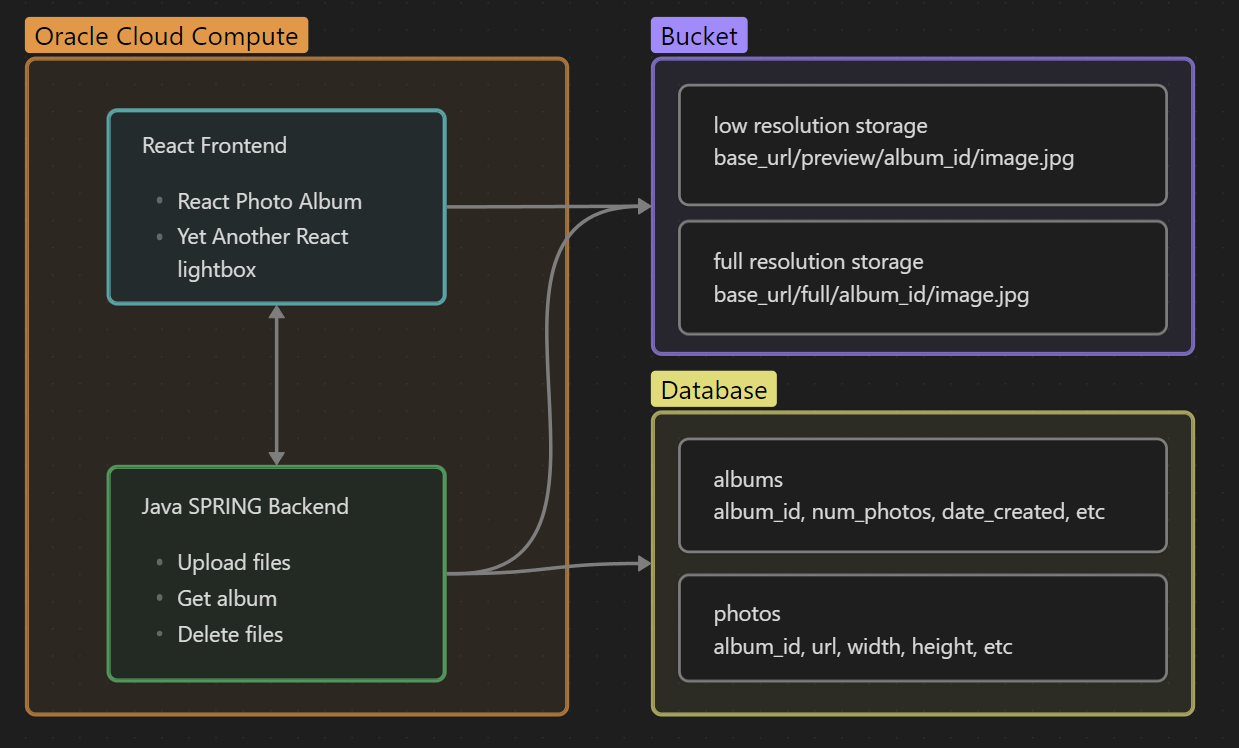 Oracle Cloud Compute
React Frontend
React Photo Album
Yet Another React
lightbox
Java SPRING Backend
Upload files
Get album
Delete files
Bucket
low resolution storage
base_url/preview/album_id/image.jpg
full resolution storage
base_url/full/album_id/image.jpg
Database
albums
album_id, num_photos, date_created, etc
photos
album_id, url, width, height, etc